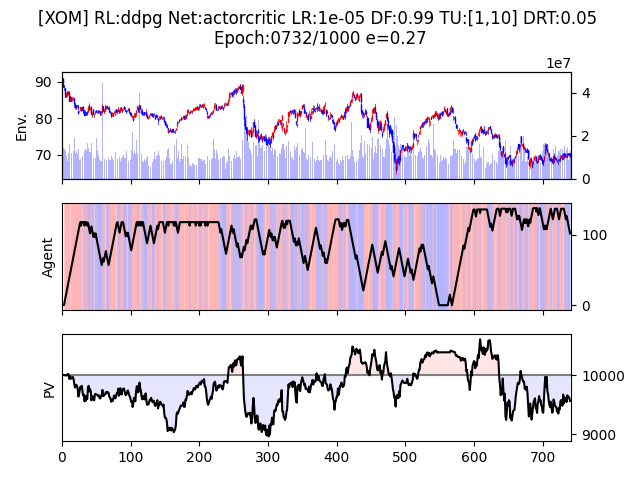 [XOM] RL:ddpg Net:actorcritic LR:1e-05 DF:0.99 TU:[1,10] DRT:0.05
Epoch:0732/1000 e=0.27
1e7
Env.
90
80
70
4
2
0
Agent
100
0
PV
10000
9000
0 100 200 300 400 500 600 700